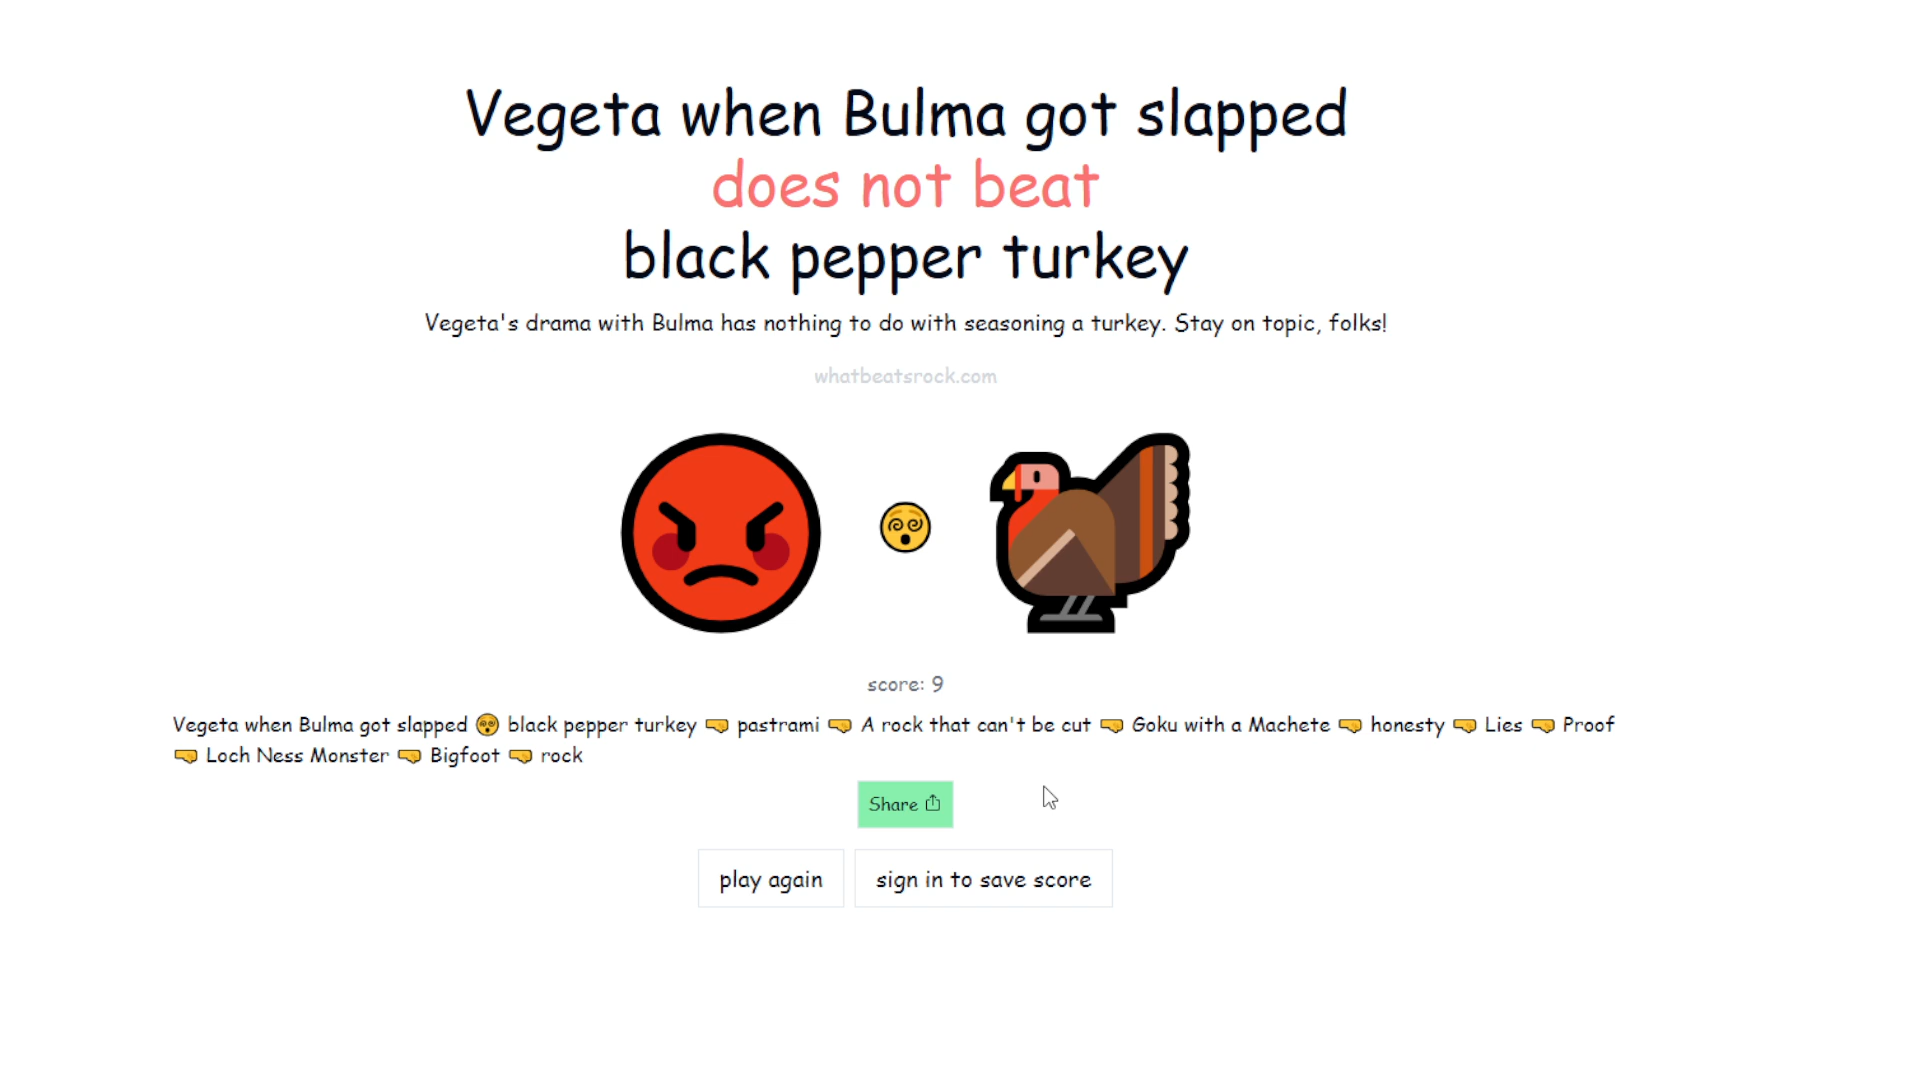 Vegeta when Bulma got slapped
does not beat
black pepper turkey
Vegeta's drama with Bulma has nothing to do with seasoning a turkey. Stay on topic, folks!
whatbeatsrock.com
score: 9
Vegeta when Bulma got slapped 😵‍💫 black pepper turkey 🤜 pastrami 🤜 A rock that can't be cut 🤜 Goku with a Machete 🤜 honesty 🤜 Lies 🤜 Proof
🤜 Loch Ness Monster 🤜 Bigfoot 🤜 rock
Share
play again
sign in to save score